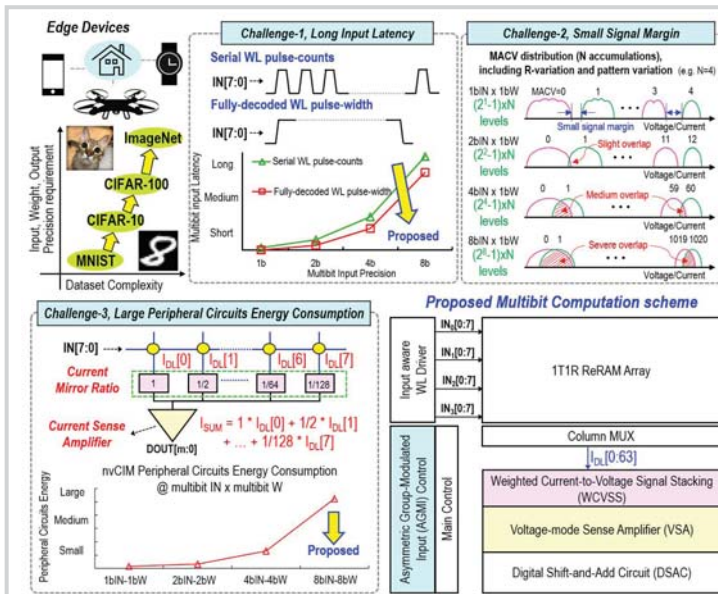 Edge Devices
Input, Weight, Output
Precision requirement
ImageNet
CIFAR-100
CIFAR-10
MNIST
Dataset Complexity
Challenge-1, Long Input Latency
Serial WL pulse-counts
IN[7:0]
Fully-decoded WL pulse-width
IN[7:0]
Multibit Input Latency
Long
Medium
Short
Serial WL pulse-counts
Fully-decoded WL pulse-width
Proposed
1b 2b 4b 8b
Multibit Input Precision
Challenge-2, Small Signal Margin
MACV distribution (N accumulations),
including R-variation and pattern variation (e.g. N=4)
1bIN x 1bW
(2¹-1)xN
levels
MACV=0 1 3 4
Voltage/Current
Small signal margin
2bIN x 1bW
(2²-1)xN
levels
0 1 11 12
Slight overlap
Voltage/Current
4bIN x 1bW
(2⁴-1)xN
levels
0 1 59 60
Medium overlap
Voltage/Current
8bIN x 1bW
(2⁸-1)xN
levels
0 1 1019 1020
Severe overlap
Voltage/Current
Challenge-3, Large Peripheral Circuits Energy Consumption
IN[7:0]
I_DL[0] I_DL[1] I_DL[6] I_DL[7]
Current
Mirror Ratio
1 1/2 1/64 1/128
Current Sense
Amplifier
I_SUM = 1 * I_DL[0] + 1/2 * I_DL[1]
+ ... + 1/128 * I_DL[7]
DOUT[m:0]
nvCIM Peripheral Circuits Energy Consumption
@ multibit IN x multibit W
Peripheral Circuits Energy
Large
Medium
Small
Proposed
1bIN-1bW 2bIN-2bW 4bIN-4bW 8bIN-8bW
Proposed Multibit Computation scheme
Input aware
WL Driver
IN₀[0:7]
IN₁[0:7]
IN₂[0:7]
IN₃[0:7]
1T1R ReRAM Array
Column MUX
I_DL[0:63]
Asymmetric Group-Modulated
Input (AGMI) Control
Main Control
Weighted Current-to-Voltage Signal Stacking
(WCVSS)
Voltage-mode Sense Amplifier (VSA)
Digital Shift-and-Add Circuit (DSAC)